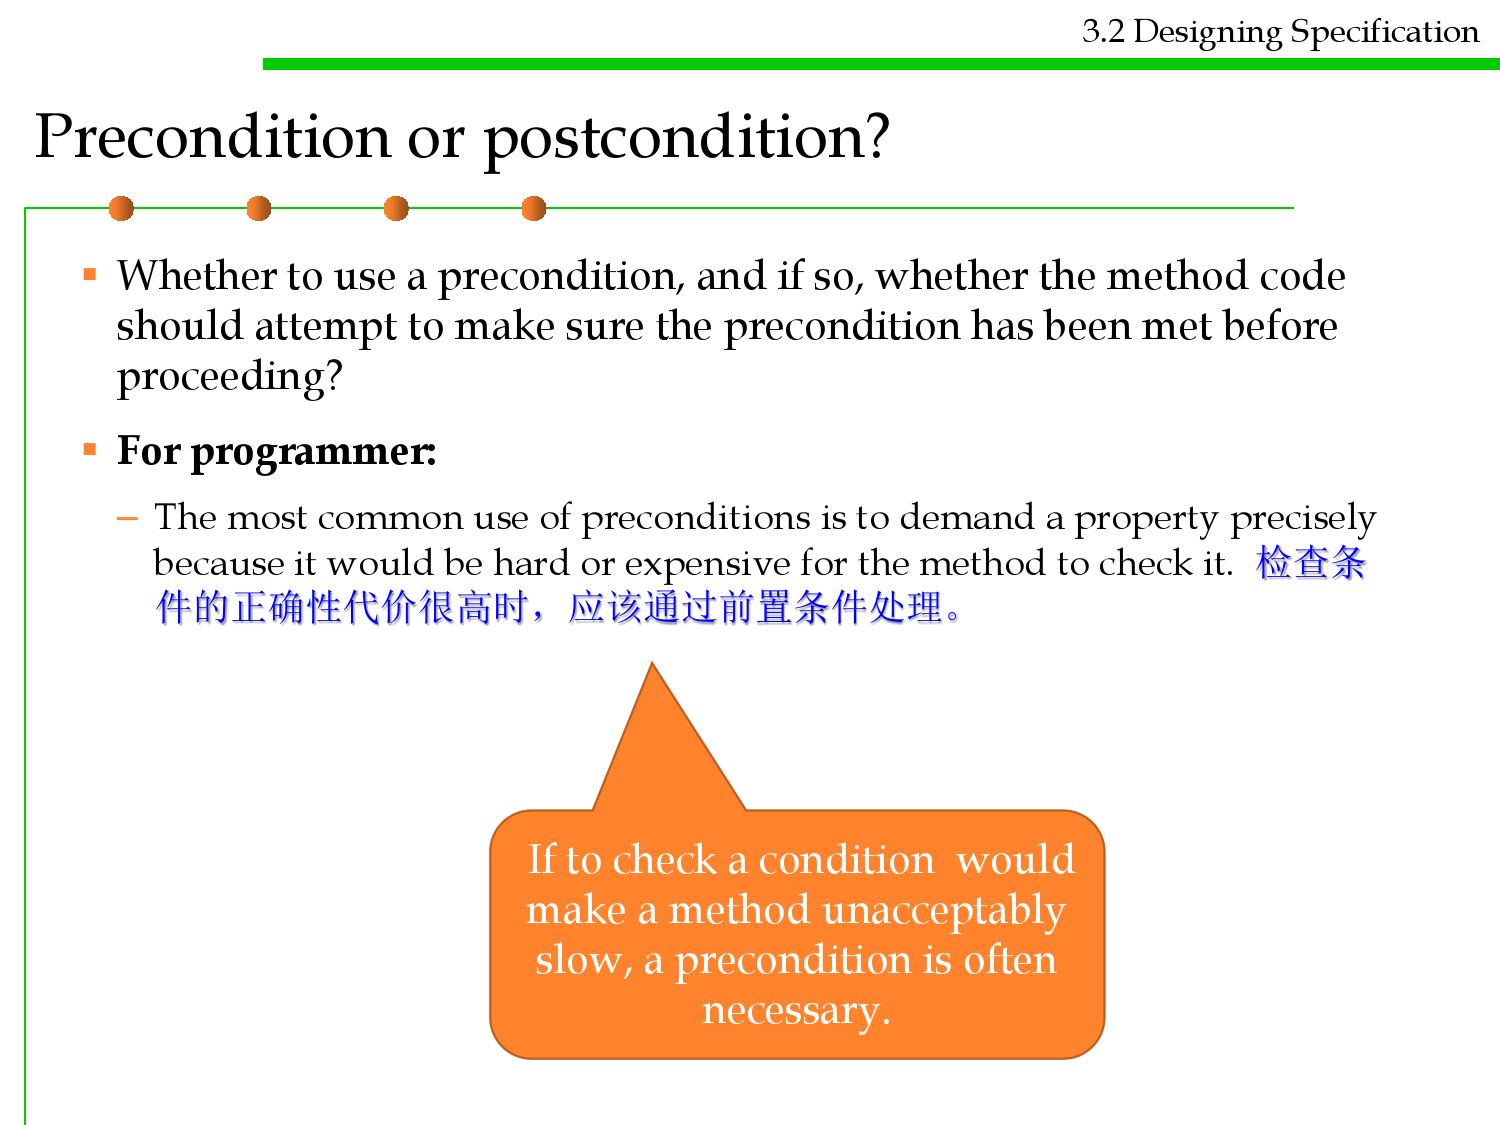 3.2 Designing Specification
Precondition or postcondition?
Whether to use a precondition, and if so, whether the method code
should attempt to make sure the precondition has been met before
proceeding?
For programmer:
– The most common use of preconditions is to demand a property precisely
because it would be hard or expensive for the method to check it. 检查条
件的正确性代价很高时，应该通过前置条件处理。
If to check a condition would
make a method unacceptably
slow, a precondition is often
necessary.